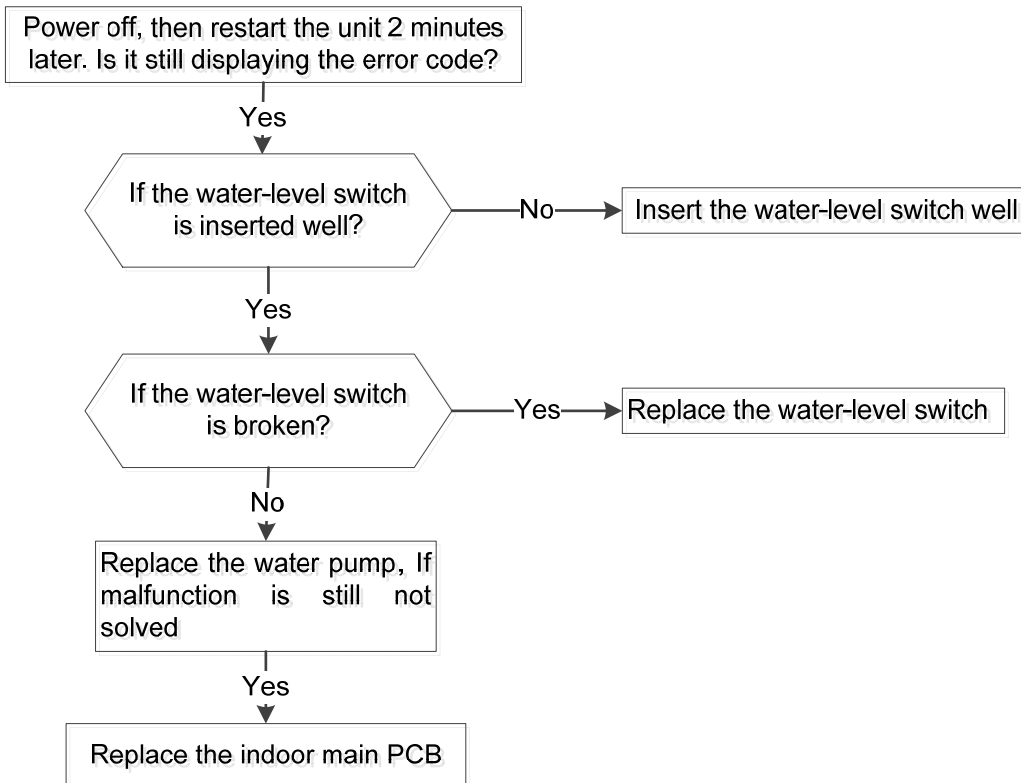 Power off, then restart the unit 2 minutes
later. Is it still displaying the error code?
Yes
If the water-level switch
is inserted well?
No
Insert the water-level switch well
Yes
If the water-level switch
is broken?
Yes
Replace the water-level switch
No
Replace the water pump, If
malfunction is still not
solved
Yes
Replace the indoor main PCB